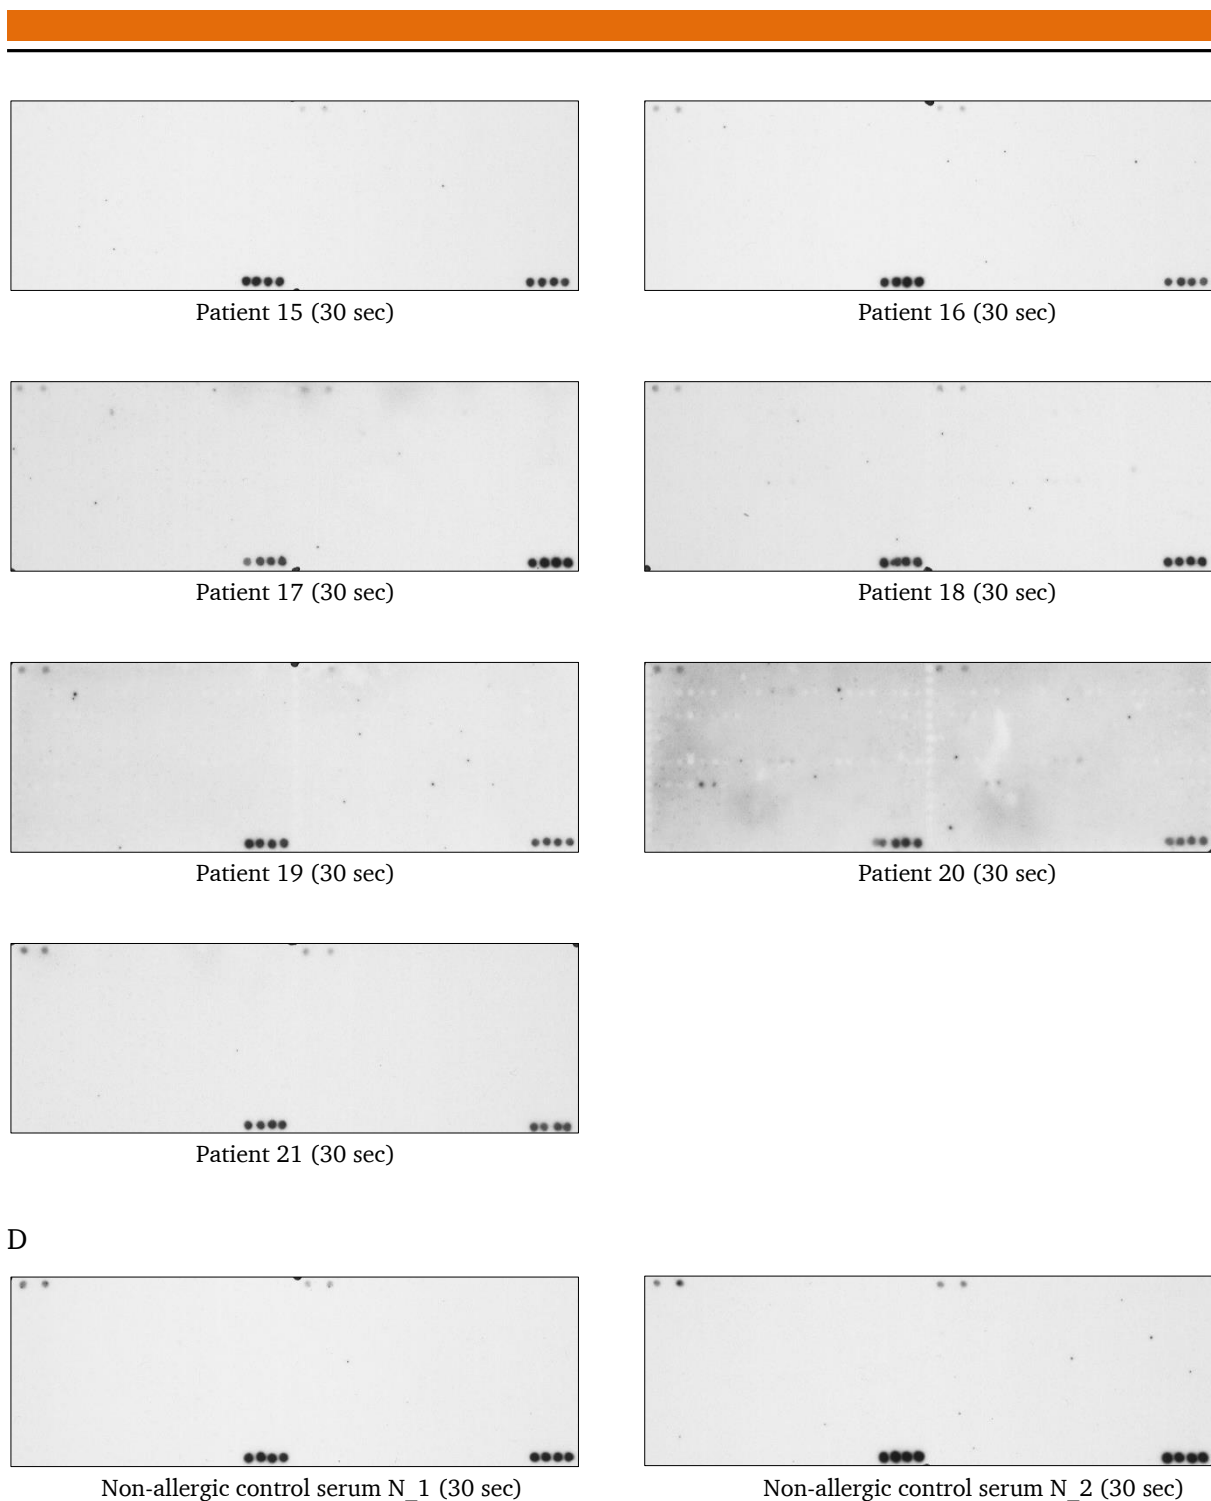 Patient 15 (30 sec)
Patient 16 (30 sec)
Patient 17 (30 sec)
Patient 18 (30 sec)
Patient 19 (30 sec)
Patient 20 (30 sec)
Patient 21 (30 sec)
D
Non-allergic control serum N_1 (30 sec)
Non-allergic control serum N_2 (30 sec)